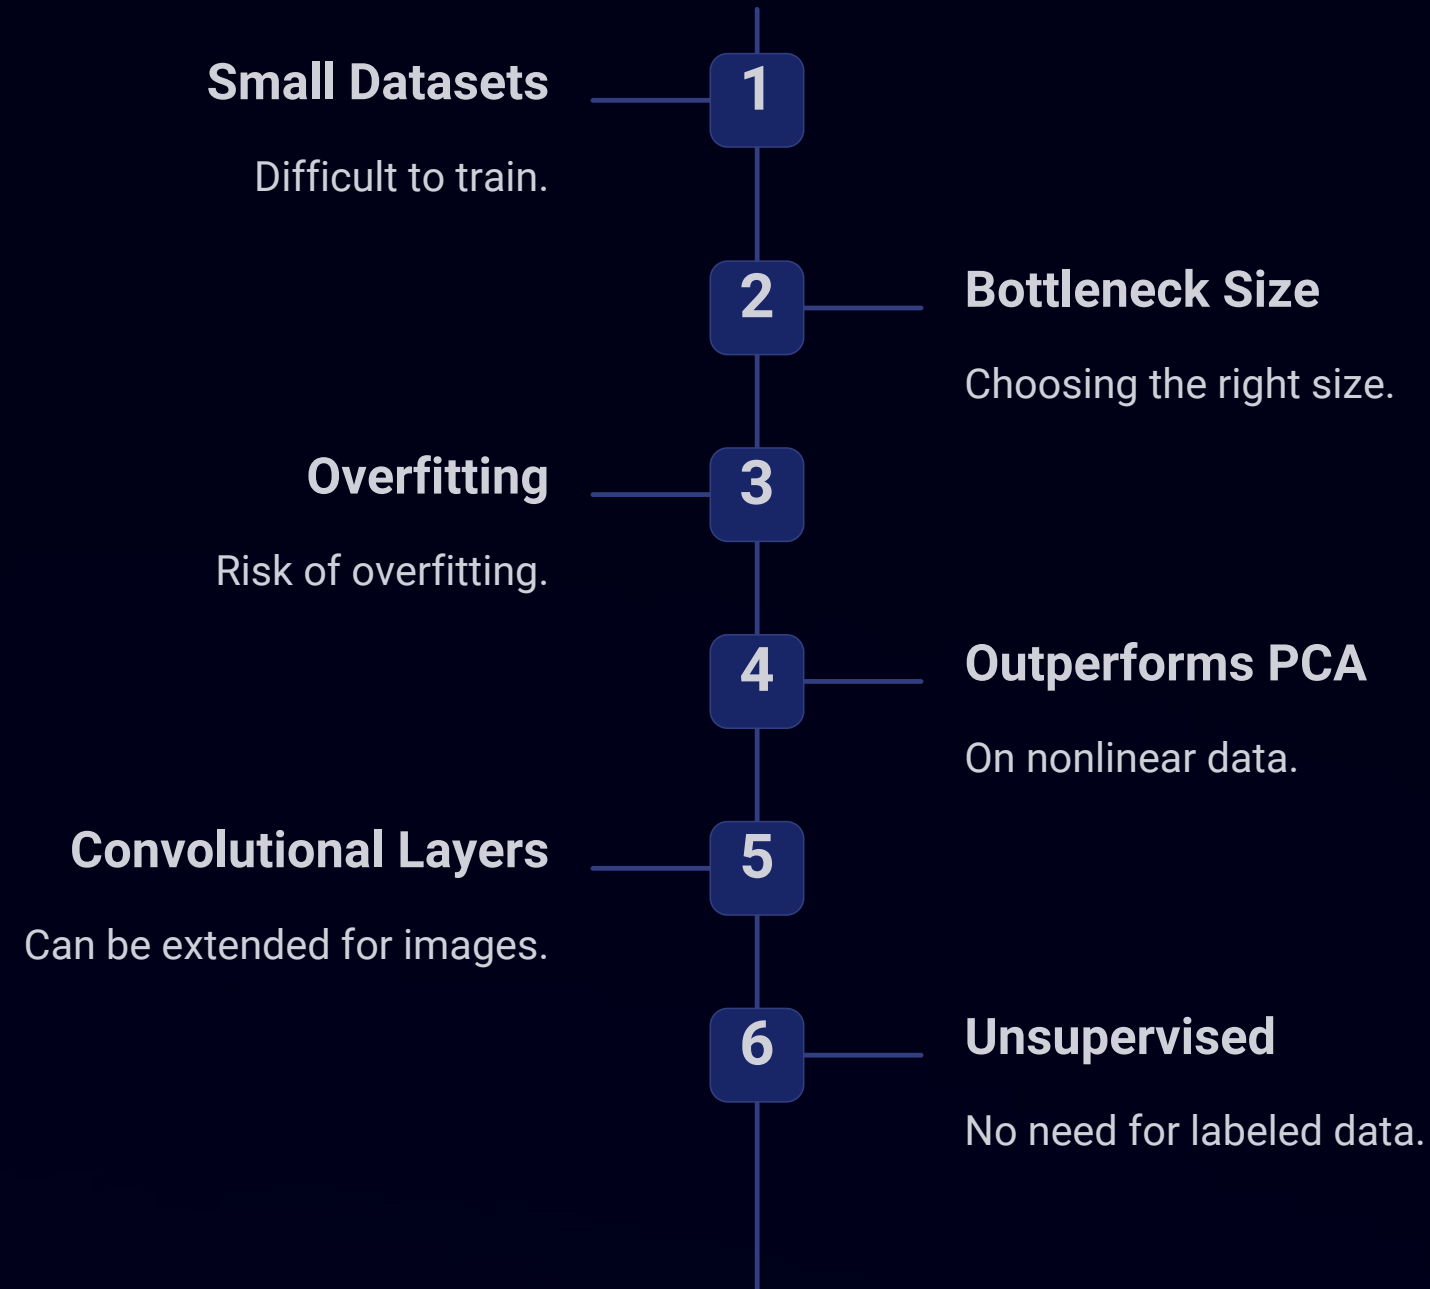 Small Datasets
1
Difficult to train.
2
Bottleneck Size
Choosing the right size.
Overfitting
3
Risk of overfitting.
4
Outperforms PCA
On nonlinear data.
Convolutional Layers
5
Can be extended for images.
6
Unsupervised
No need for labeled data.